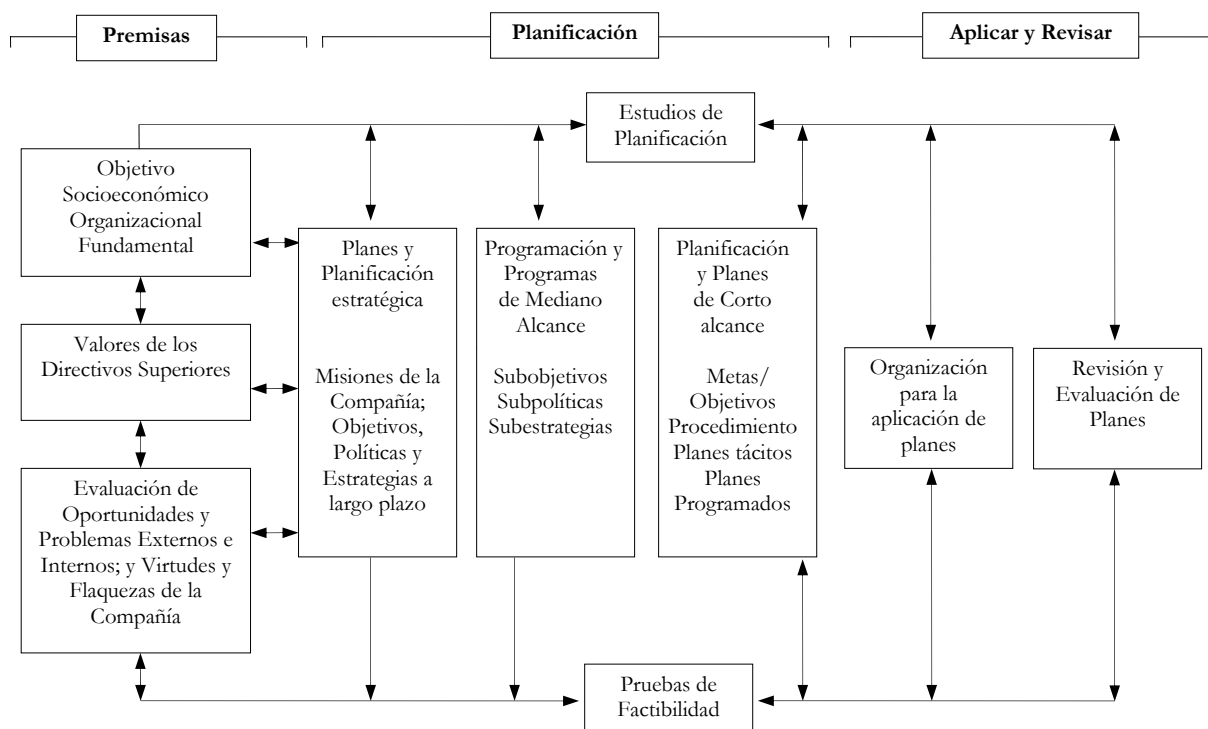 Premisas
Planificación
Aplicar y Revisar
Estudios de
Planificación
Objetivo
Socioeconómico
Organizacional
Fundamental
Valores de los
Directivos Superiores
Evaluación de
Oportunidades y
Problemas Externos e
Internos; y Virtudes y
Flaquezas de la
Compañía
Planes y
Planificación
estratégica
Misiones de la
Compañía;
Objetivos,
Políticas y
Estrategias a
largo plazo
Programación y
Programas
de Mediano
Alcance
Subobjetivos
Subpolíticas
Subestrategias
Planificación
y Planes
de Corto
alcance
Metas/
Objetivos
Procedimiento
Planes tácitos
Planes
Programados
Organización
para la
aplicación de
planes
Revisión y
Evaluación de
Planes
Pruebas de
Factibilidad